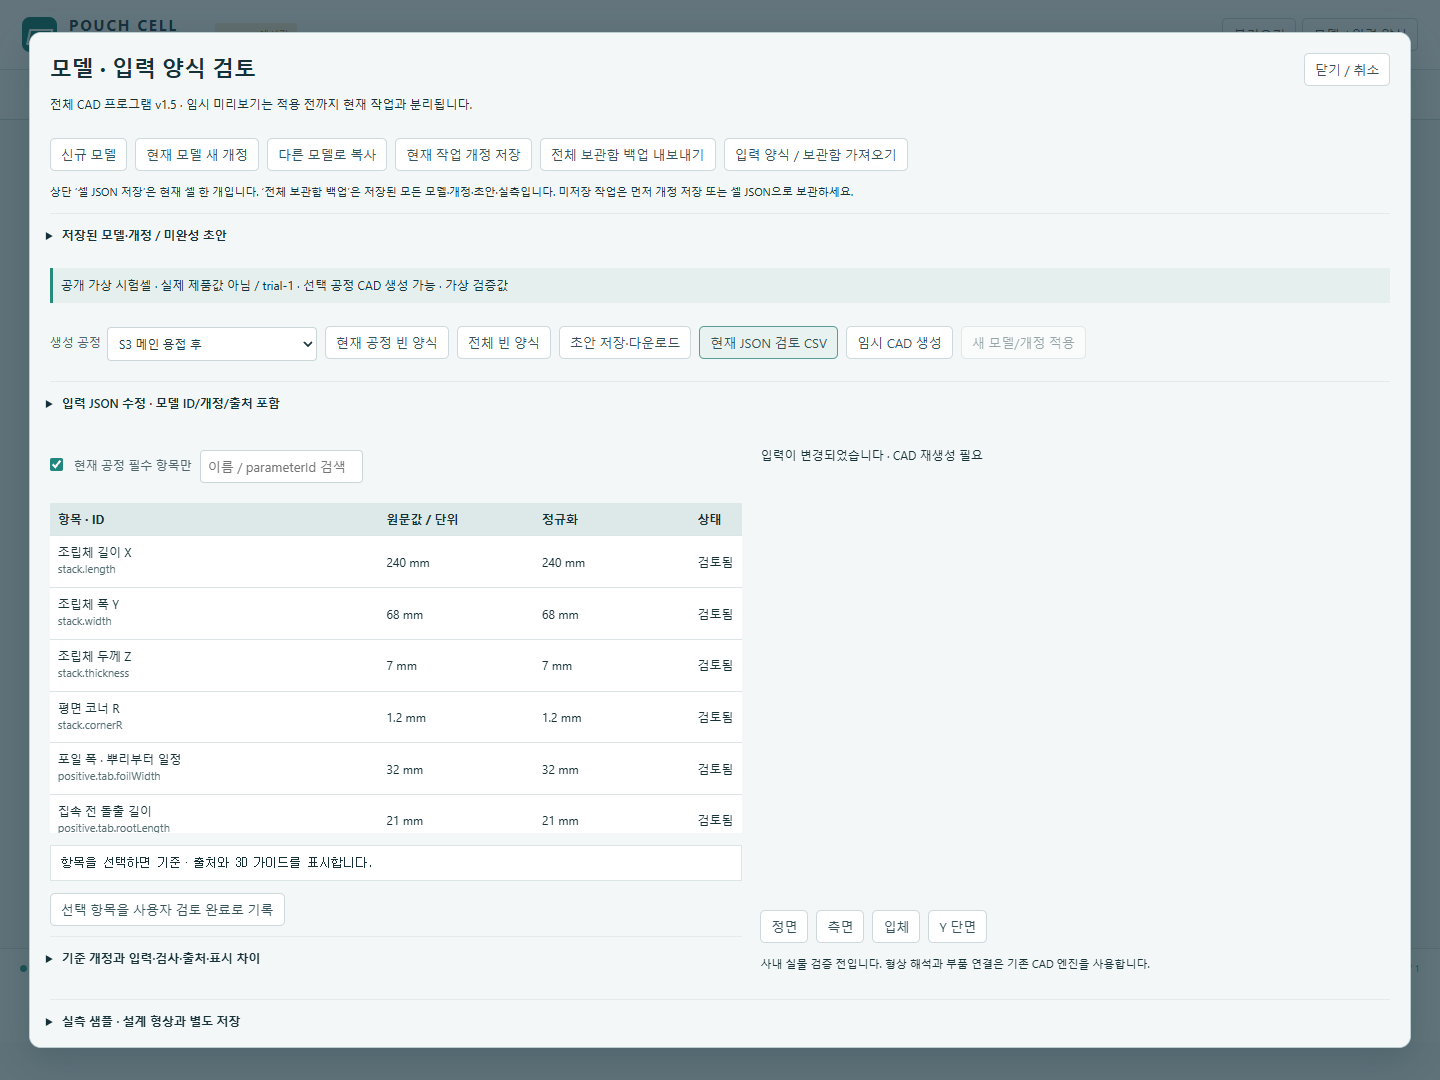 POUCH CELL
모델 · 입력 양식 검토
닫기 / 취소
전체 CAD 프로그램 v1.5 · 임시 미리보기는 적용 전까지 현재 작업과 분리됩니다.
신규 모델
현재 모델 새 개정
다른 모델로 복사
현재 작업 개정 저장
전체 보관함 백업 내보내기
입력 양식 / 보관함 가져오기
상단 ‘셀 JSON 저장’은 현재 셀 한 개입니다. ‘전체 보관함 백업’은 저장된 모든 모델·개정·초안·실측입니다. 미저장 작업은 먼저 개정 저장 또는 셀 JSON으로 보관하세요.
저장된 모델·개정 / 미완성 초안
공개 가상 시험셀 · 실제 제품값 아님 / trial-1 · 선택 공정 CAD 생성 가능 · 가상 검증값
생성 공정
S3 메인 용접 후
현재 공정 빈 양식
전체 빈 양식
초안 저장·다운로드
현재 JSON 검토 CSV
임시 CAD 생성
새 모델/개정 적용
입력 JSON 수정 · 모델 ID/개정/출처 포함
현재 공정 필수 항목만
이름 / parameterId 검색
입력이 변경되었습니다 · CAD 재생성 필요
항목 · ID 원문값 / 단위 정규화 상태
조립체 길이 X
stack.length
240 mm 240 mm 검토됨
조립체 폭 Y
stack.width
68 mm 68 mm 검토됨
조립체 두께 Z
stack.thickness
7 mm 7 mm 검토됨
평면 코너 R
stack.cornerR
1.2 mm 1.2 mm 검토됨
포일 폭 · 뿌리부터 일정
positive.tab.foilWidth
32 mm 32 mm 검토됨
집속 전 돌출 길이
positive.tab.rootLength
21 mm 21 mm 검토됨
항목을 선택하면 기준 · 출처와 3D 가이드를 표시합니다.
선택 항목을 사용자 검토 완료로 기록
정면
측면
입체
Y 단면
기준 개정과 입력·검사·출처·표시 차이
사내 실물 검증 전입니다. 형상 해석과 부품 연결은 기존 CAD 엔진을 사용합니다.
실측 샘플 · 설계 형상과 별도 저장